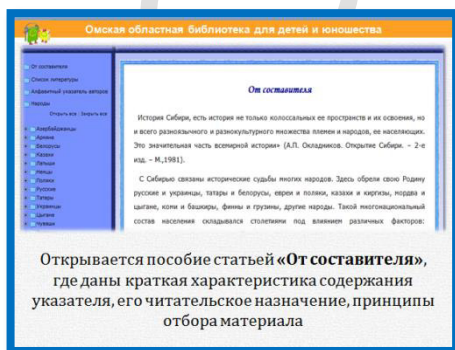 Омская областная библиотека для детей и юношества
От составителя
Список литературы
Алфавитный указатель авторов
Народы
Открыть все | Закрыть все
Азербайджанцы
Армяне
Белорусы
Казахи
Латыши
Немцы
Поляки
Русские
Татары
Украинцы
Цыгане
Чуваши
От составителя
История Сибири, есть история не только колоссальных ее пространств и их освоения, но
и всего разноязычного и разнокультурного множества племен и народов, ее населяющих.
Это значительная часть всемирной истории» (А.П. Окладников. Открытие Сибири. – 2-е
изд. – М.,1981).
С Сибирью связаны исторические судьбы многих народов. Здесь обрели свою Родину
русские и украинцы, татары и белорусы, евреи и поляки, казахи и киргизы, мордва и
цыгане, коми и башкиры, финны и грузины, другие народы. Такой многонациональный
состав населения складывался столетиями под влиянием различных факторов:
Открывается пособие статьей «От составителя»,
где даны краткая характеристика содержания
указателя, его читательское назначение, принципы
отбора материала